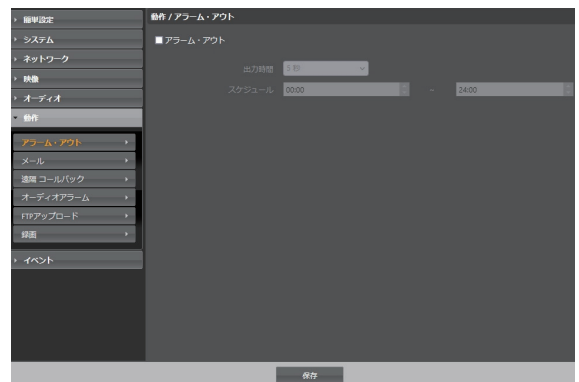 簡単設定
システム
ネットワーク
映像
オーディオ
動作
アラーム・アウト
メール
遠隔 コールバック
オーディオアラーム
FTPアップロード
録画
イベント
動作 / アラーム・アウト
アラーム・アウト
出力時間 3 秒
スケジュール 00:00 ~ 24:00
保存